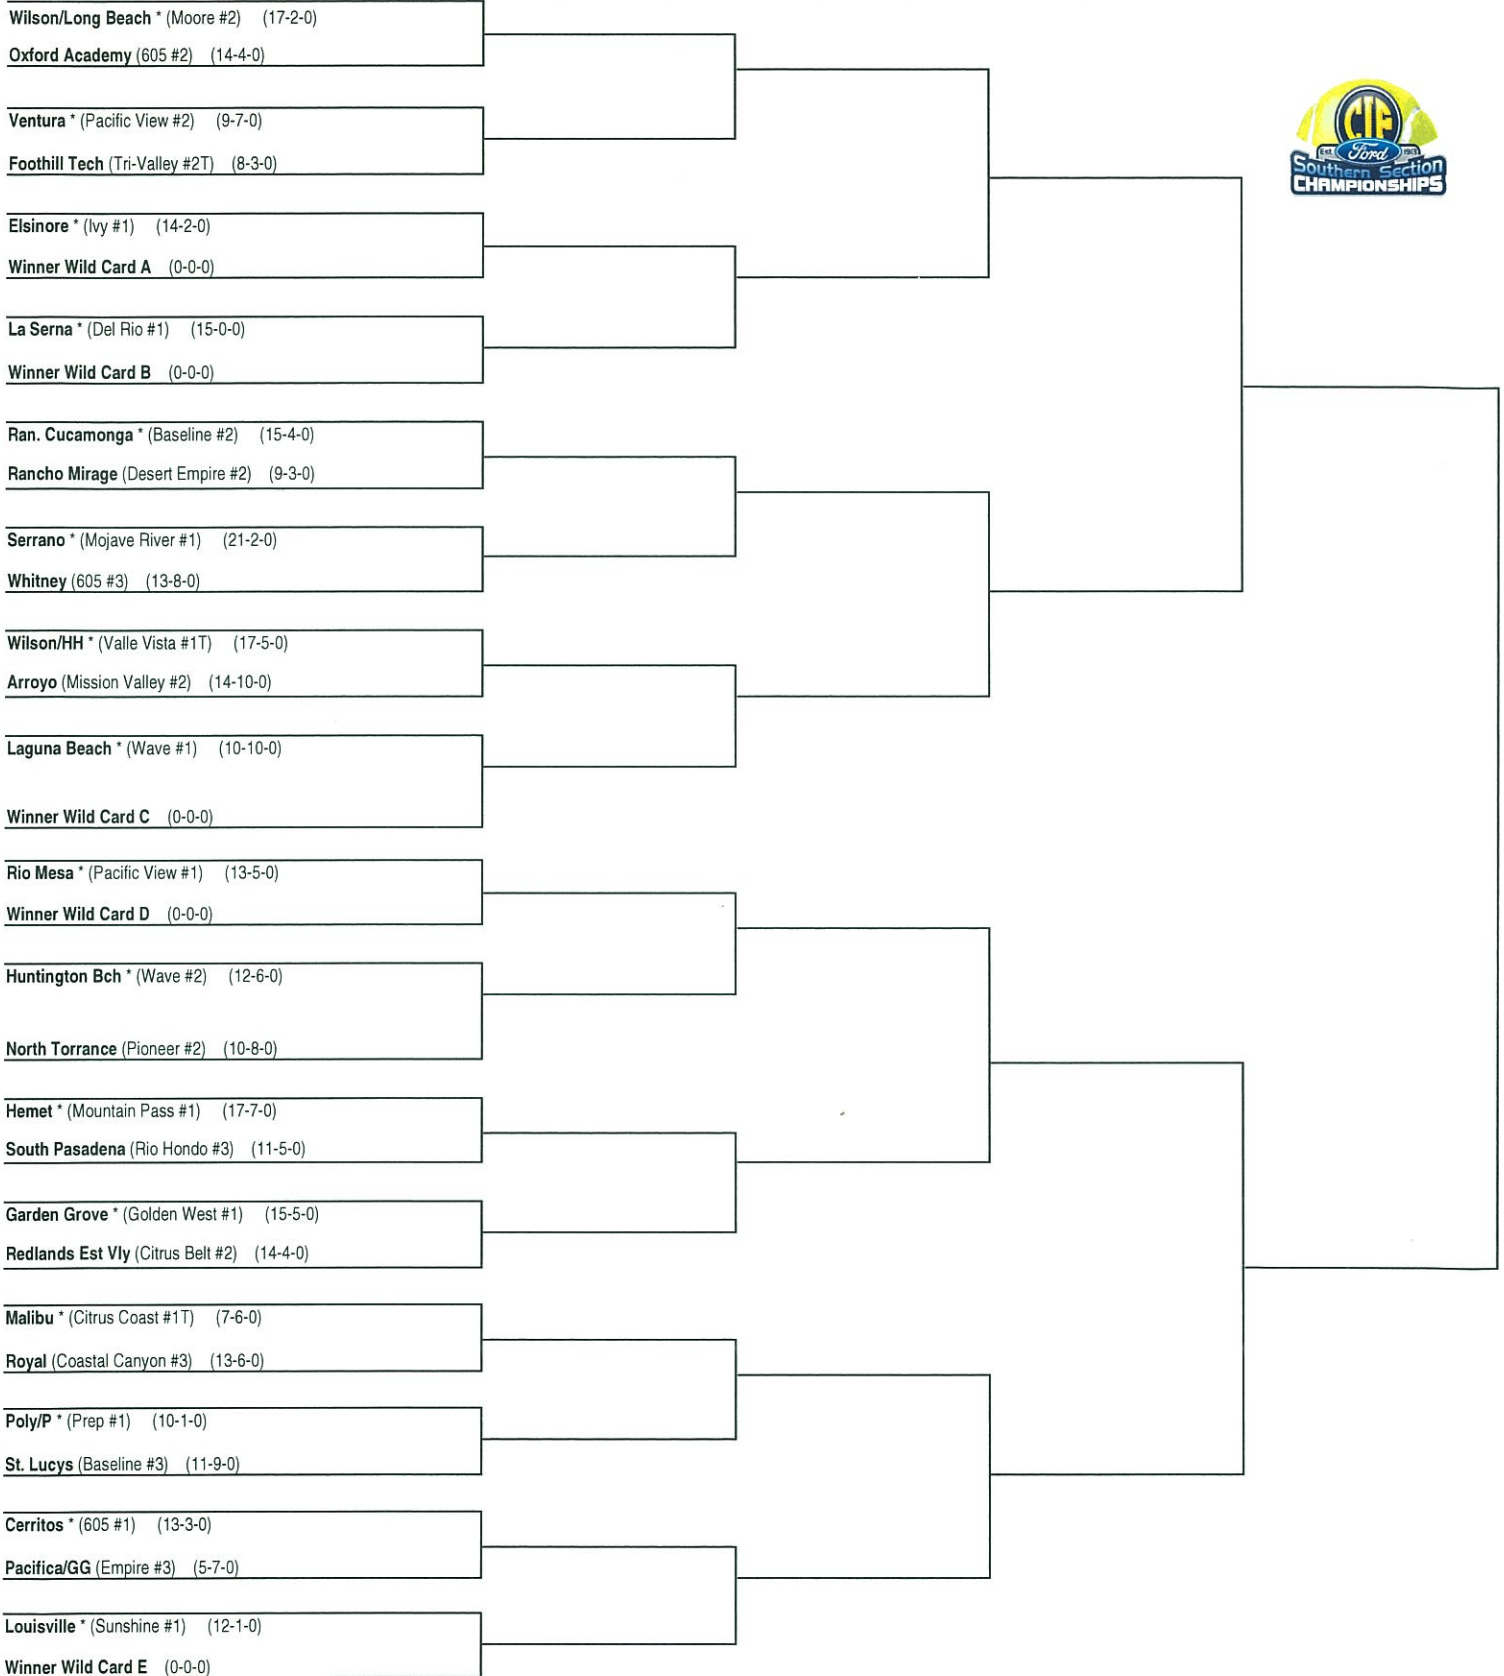 Wilson/Long Beach * (Moore #2) (17-2-0)
Oxford Academy (605 #2) (14-4-0)
Ventura * (Pacific View #2) (9-7-0)
Foothill Tech (Tri-Valley #2T) (8-3-0)
CIF
Est. Ford 1913
Southern Section
CHAMPIONSHIPS
Elsinore * (Ivy #1) (14-2-0)
Winner Wild Card A (0-0-0)
La Serna * (Del Rio #1) (15-0-0)
Winner Wild Card B (0-0-0)
Ran. Cucamonga * (Baseline #2) (15-4-0)
Rancho Mirage (Desert Empire #2) (9-3-0)
Serrano * (Mojave River #1) (21-2-0)
Whitney (605 #3) (13-8-0)
Wilson/HH * (Valle Vista #1T) (17-5-0)
Arroyo (Mission Valley #2) (14-10-0)
Laguna Beach * (Wave #1) (10-10-0)
Winner Wild Card C (0-0-0)
Rio Mesa * (Pacific View #1) (13-5-0)
Winner Wild Card D (0-0-0)
Huntington Bch * (Wave #2) (12-6-0)
North Torrance (Pioneer #2) (10-8-0)
Hemet * (Mountain Pass #1) (17-7-0)
South Pasadena (Rio Hondo #3) (11-5-0)
Garden Grove * (Golden West #1) (15-5-0)
Redlands Est Vly (Citrus Belt #2) (14-4-0)
Malibu * (Citrus Coast #1T) (7-6-0)
Royal (Coastal Canyon #3) (13-6-0)
Poly/P * (Prep #1) (10-1-0)
St. Lucys (Baseline #3) (11-9-0)
Cerritos * (605 #1) (13-3-0)
Pacifica/GG (Empire #3) (5-7-0)
Louisville * (Sunshine #1) (12-1-0)
Winner Wild Card E (0-0-0)